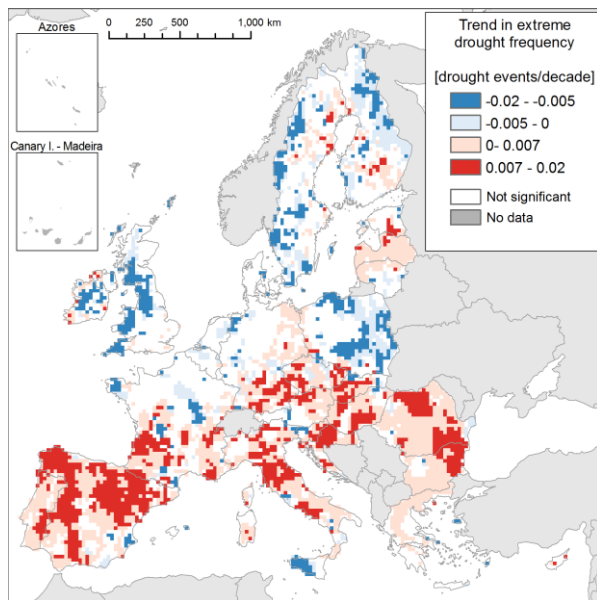 Azores
0 250 500 1,000 km
Canary I. - Madeira
Trend in extreme
drought frequency
[drought events/decade]
-0.02 - -0.005
-0.005 - 0
0- 0.007
0.007 - 0.02
Not significant
No data